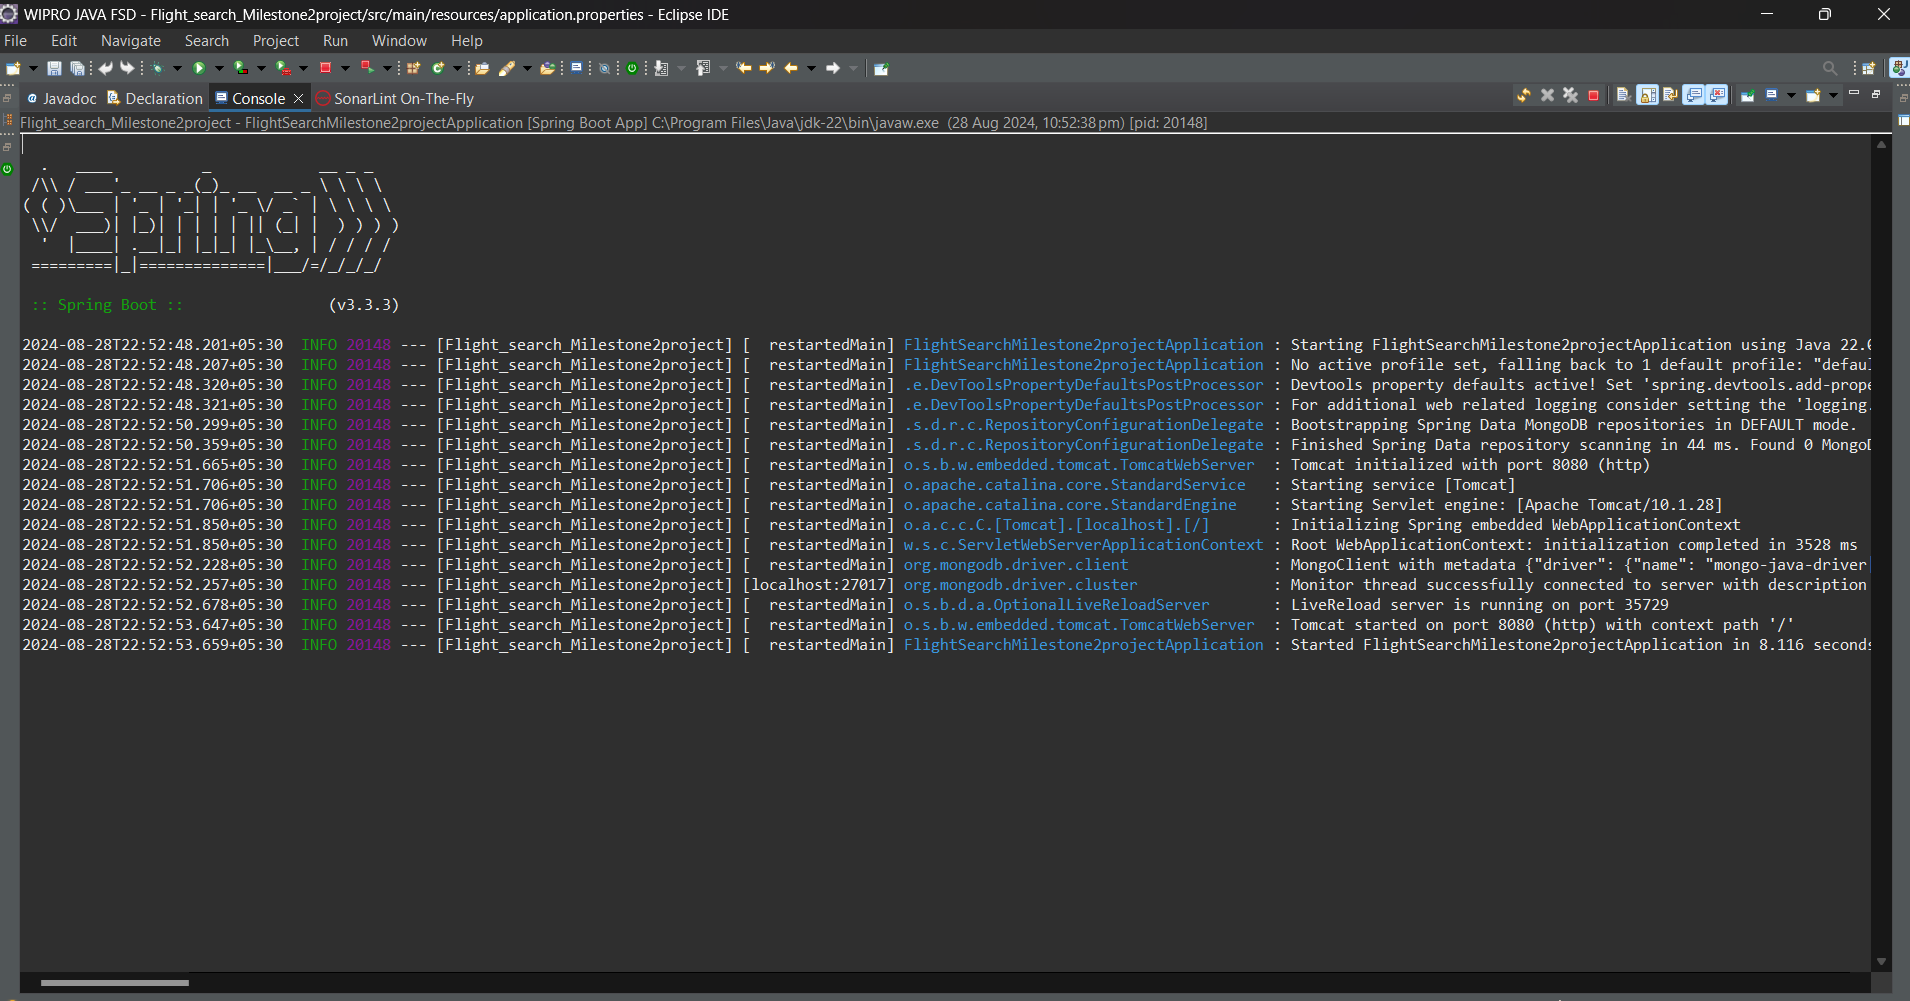 WIPRO JAVA FSD - Flight_search_Milestone2project/src/main/resources/application.properties - Eclipse IDE
File Edit Navigate Search Project Run Window Help
Javadoc Declaration Console SonarLint On-The-Fly
Flight_search_Milestone2project - FlightSearchMilestone2projectApplication [Spring Boot App] C:\Program Files\Java\jdk-22\bin\javaw.exe (28 Aug 2024, 10:52:38 pm) [pid: 20148]
:: Spring Boot :: (v3.3.3)
2024-08-28T22:52:48.201+05:30 INFO 20148 --- [Flight_search_Milestone2project] [ restartedMain] FlightSearchMilestone2projectApplication : Starting FlightSearchMilestone2projectApplication using Java 22.0
2024-08-28T22:52:48.207+05:30 INFO 20148 --- [Flight_search_Milestone2project] [ restartedMain] FlightSearchMilestone2projectApplication : No active profile set, falling back to 1 default profile: "defau
2024-08-28T22:52:48.320+05:30 INFO 20148 --- [Flight_search_Milestone2project] [ restartedMain] .e.DevToolsPropertyDefaultsPostProcessor : Devtools property defaults active! Set 'spring.devtools.add-prope
2024-08-28T22:52:48.321+05:30 INFO 20148 --- [Flight_search_Milestone2project] [ restartedMain] .e.DevToolsPropertyDefaultsPostProcessor : For additional web related logging consider setting the 'logging.
2024-08-28T22:52:50.299+05:30 INFO 20148 --- [Flight_search_Milestone2project] [ restartedMain] .s.d.r.c.RepositoryConfigurationDelegate : Bootstrapping Spring Data MongoDB repositories in DEFAULT mode.
2024-08-28T22:52:50.359+05:30 INFO 20148 --- [Flight_search_Milestone2project] [ restartedMain] .s.d.r.c.RepositoryConfigurationDelegate : Finished Spring Data repository scanning in 44 ms. Found 0 MongoD
2024-08-28T22:52:51.665+05:30 INFO 20148 --- [Flight_search_Milestone2project] [ restartedMain] o.s.b.w.embedded.tomcat.TomcatWebServer : Tomcat initialized with port 8080 (http)
2024-08-28T22:52:51.706+05:30 INFO 20148 --- [Flight_search_Milestone2project] [ restartedMain] o.apache.catalina.core.StandardService : Starting service [Tomcat]
2024-08-28T22:52:51.706+05:30 INFO 20148 --- [Flight_search_Milestone2project] [ restartedMain] o.apache.catalina.core.StandardEngine : Starting Servlet engine: [Apache Tomcat/10.1.28]
2024-08-28T22:52:51.850+05:30 INFO 20148 --- [Flight_search_Milestone2project] [ restartedMain] o.a.c.c.C.[Tomcat].[localhost].[/] : Initializing Spring embedded WebApplicationContext
2024-08-28T22:52:51.850+05:30 INFO 20148 --- [Flight_search_Milestone2project] [ restartedMain] w.s.c.ServletWebServerApplicationContext : Root WebApplicationContext: initialization completed in 3528 ms
2024-08-28T22:52:52.228+05:30 INFO 20148 --- [Flight_search_Milestone2project] [ restartedMain] org.mongodb.driver.client : MongoClient with metadata {"driver": {"name": "mongo-java-driver
2024-08-28T22:52:52.257+05:30 INFO 20148 --- [Flight_search_Milestone2project] [localhost:27017] org.mongodb.driver.cluster : Monitor thread successfully connected to server with description
2024-08-28T22:52:52.678+05:30 INFO 20148 --- [Flight_search_Milestone2project] [ restartedMain] o.s.b.d.a.OptionalLiveReloadServer : LiveReload server is running on port 35729
2024-08-28T22:52:53.647+05:30 INFO 20148 --- [Flight_search_Milestone2project] [ restartedMain] o.s.b.w.embedded.tomcat.TomcatWebServer : Tomcat started on port 8080 (http) with context path '/'
2024-08-28T22:52:53.659+05:30 INFO 20148 --- [Flight_search_Milestone2project] [ restartedMain] FlightSearchMilestone2projectApplication : Started FlightSearchMilestone2projectApplication in 8.116 seconds